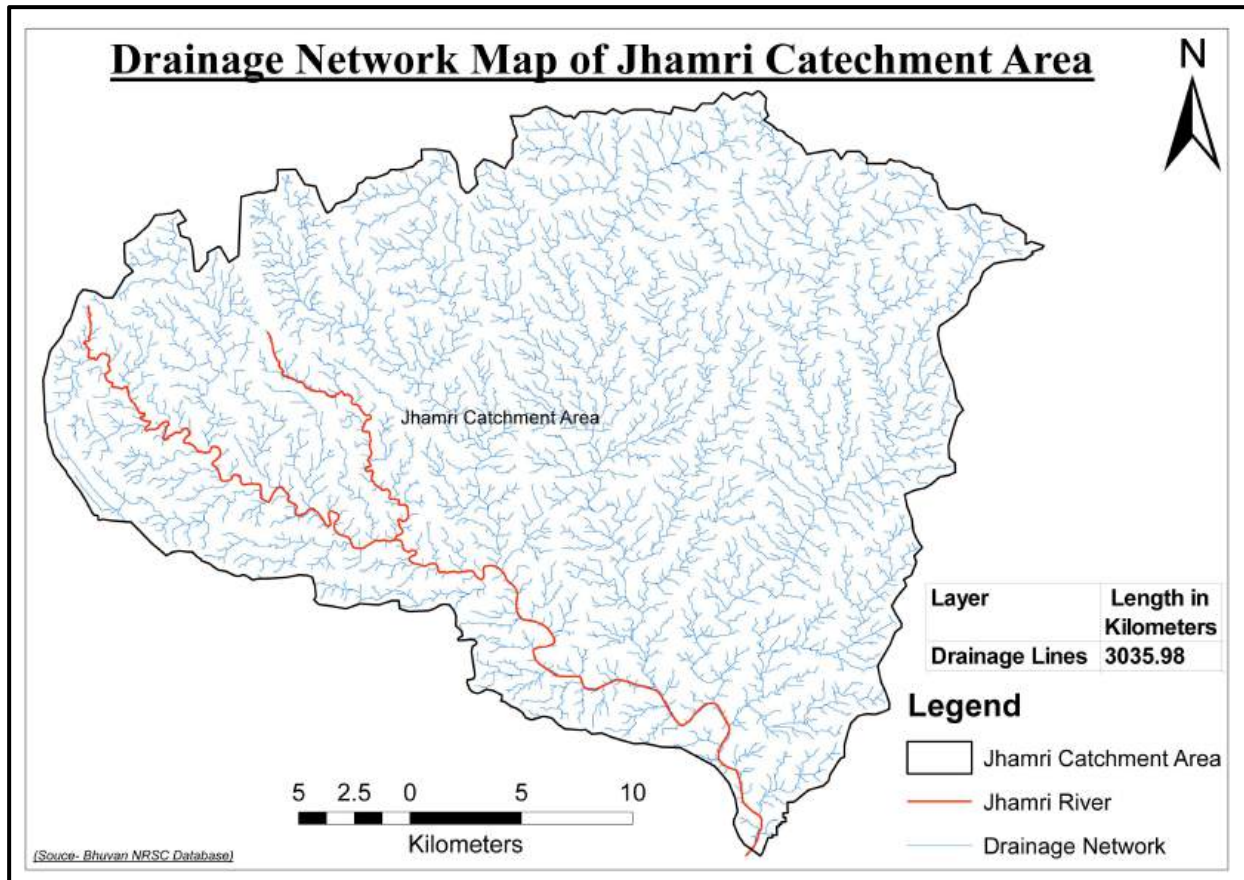 Drainage Network Map of Jhamri Catechment Area
N
Jhamri Catchment Area
Layer Length in Kilometers
Drainage Lines 3035.98
Legend
Jhamri Catchment Area
Jhamri River
Drainage Network
5 2.5 0 5 10
Kilometers
(Souce- Bhuvan NRSC Database)